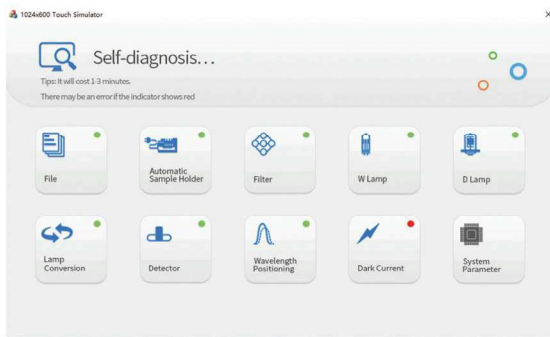 1024x600 Touch Simulator
Self-diagnosis...
Tips: It will cost 1-3 minutes.
There may be an error if the indicator shows red
File
Automatic
Sample Holder
Filter
W Lamp
D Lamp
Lamp
Conversion
Detector
Wavelength
Positioning
Dark Current
System
Parameter